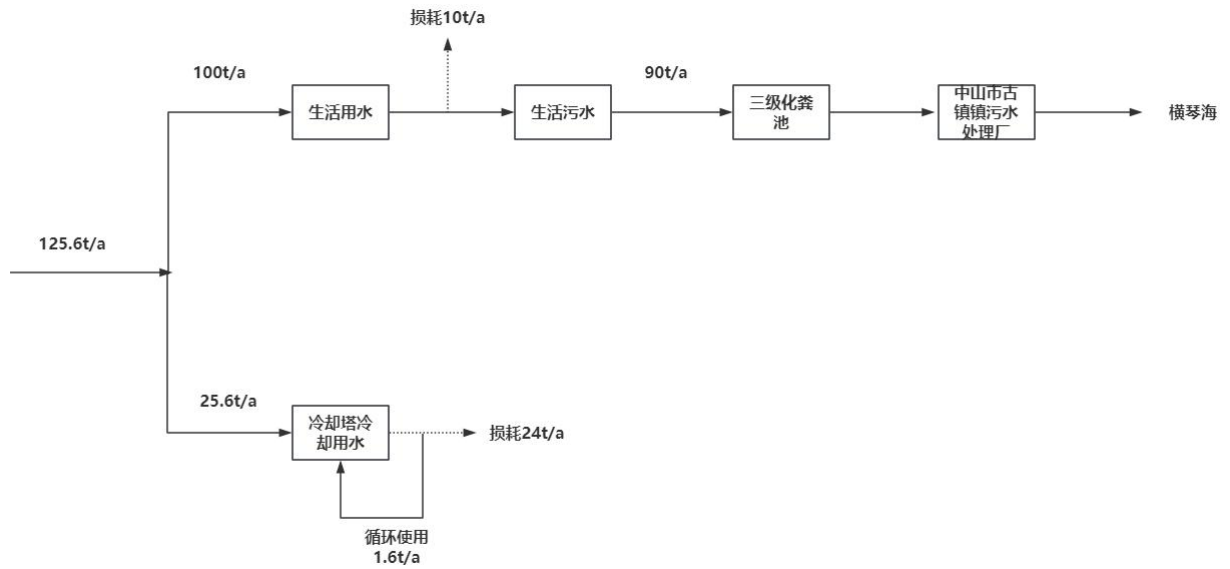 损耗10t/a
100t/a
90t/a
生活用水
生活污水
三级化粪
池
中山市古
镇镇污水
处理厂
横琴海
125.6t/a
25.6t/a
冷却塔冷
却用水
损耗24t/a
循环使用
1.6t/a